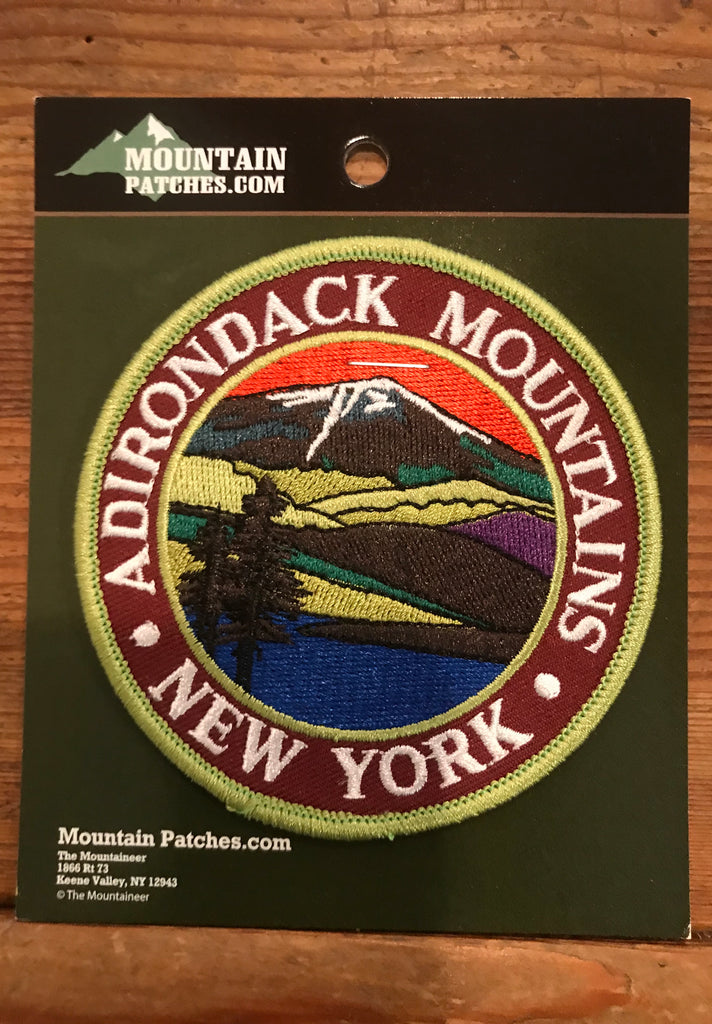 MOUNTAIN
PATCHES.COM
ADIRONDACK MOUNTAINS
• NEW YORK •
Mountain Patches.com
The Mountaineer
1866 Rt 73
Keene Valley, NY 12943
© The Mountaineer